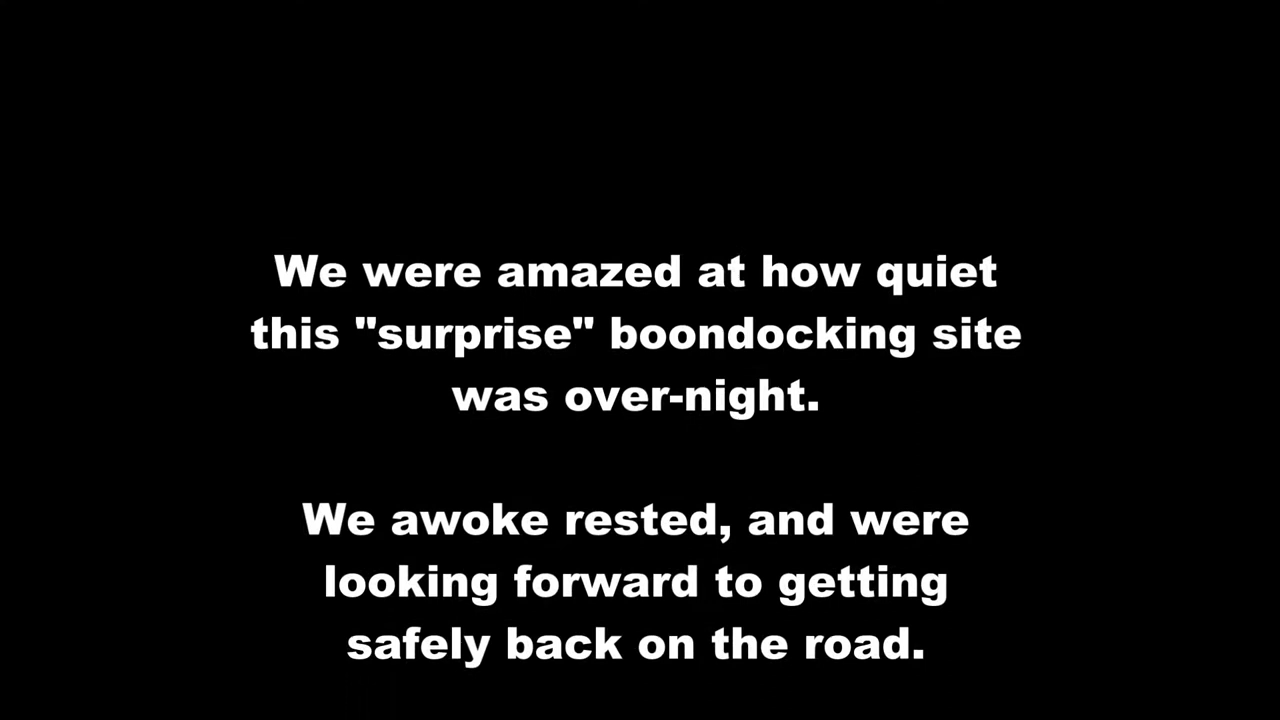 We were amazed at how quiet
this "surprise" boondocking site
was over-night.
We awoke rested, and were
looking forward to getting
safely back on the road.